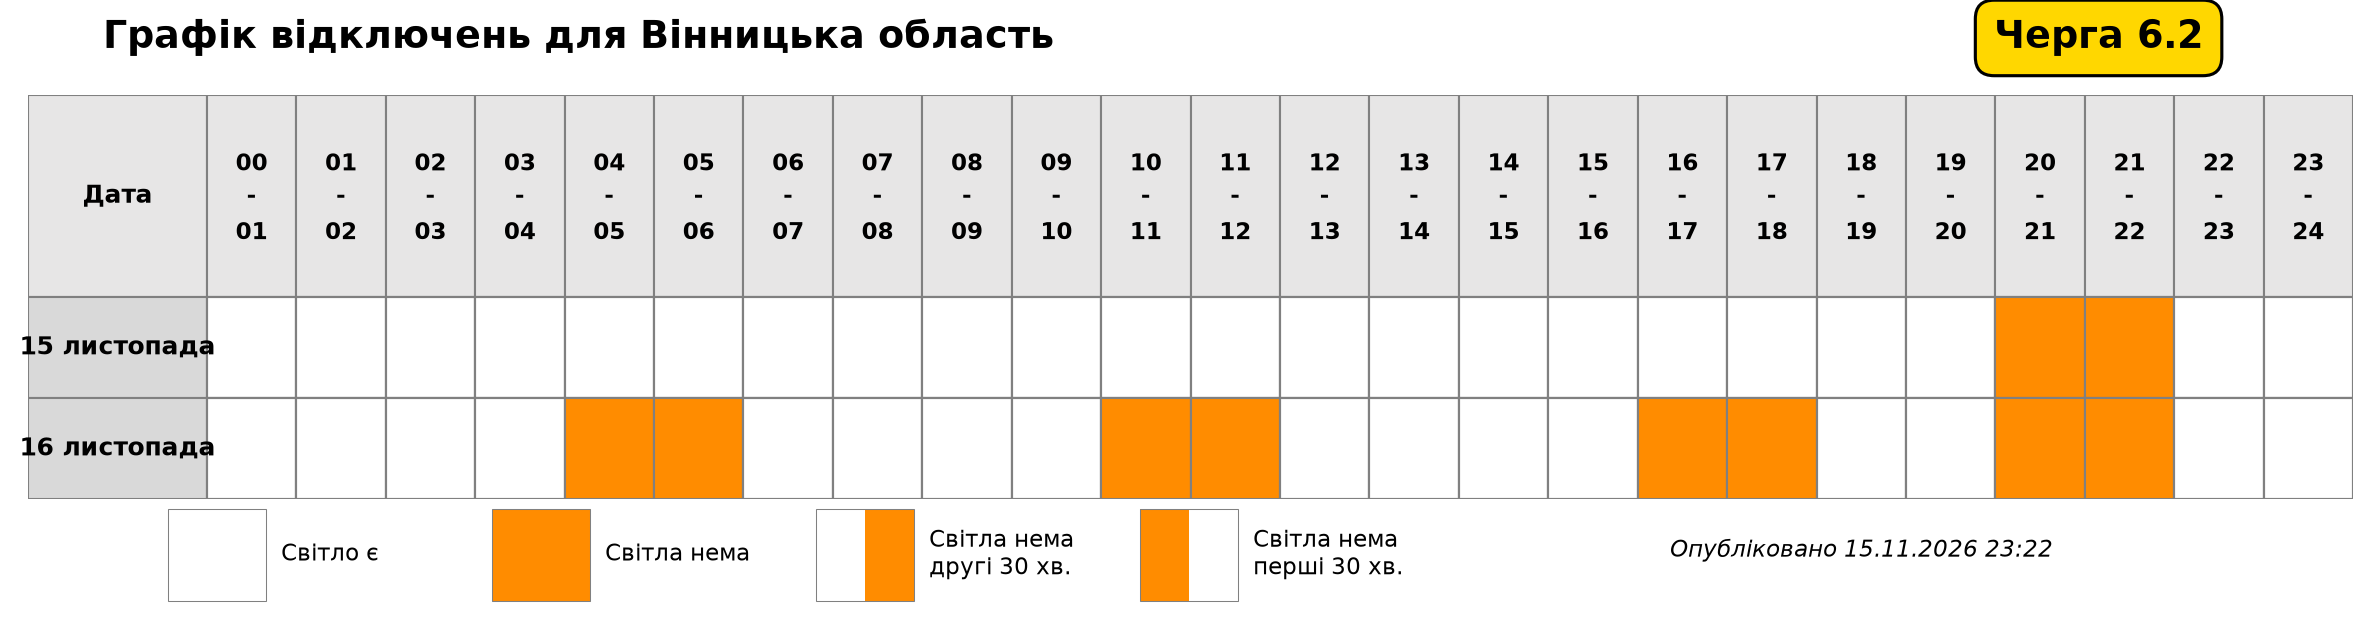 Графік відключень для Вінницька область
Черга 6.2
Дата
00 - 01
01 - 02
02 - 03
03 - 04
04 - 05
05 - 06
06 - 07
07 - 08
08 - 09
09 - 10
10 - 11
11 - 12
12 - 13
13 - 14
14 - 15
15 - 16
16 - 17
17 - 18
18 - 19
19 - 20
20 - 21
21 - 22
22 - 23
23 - 24
15 листопада
16 листопада
Світло є
Світла нема
Світла нема
другі 30 хв.
Світла нема
перші 30 хв.
Опубліковано 15.11.2026 23:22